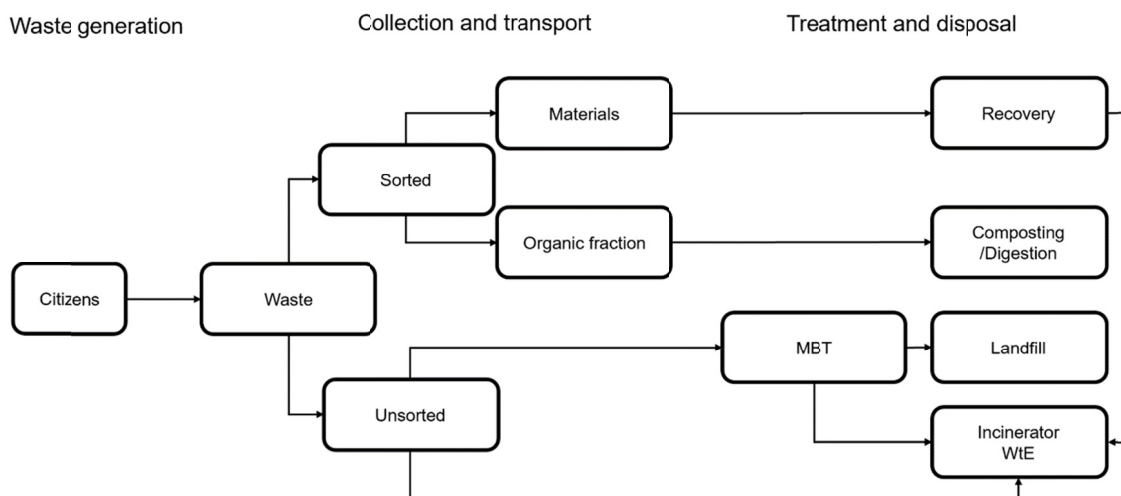 Waste generation
Collection and transport
Treatment and disposal
Materials
Recovery
Sorted
Organic fraction
Composting
/Digestion
Citizens
Waste
MBT
Landfill
Unsorted
Incinerator
WtE